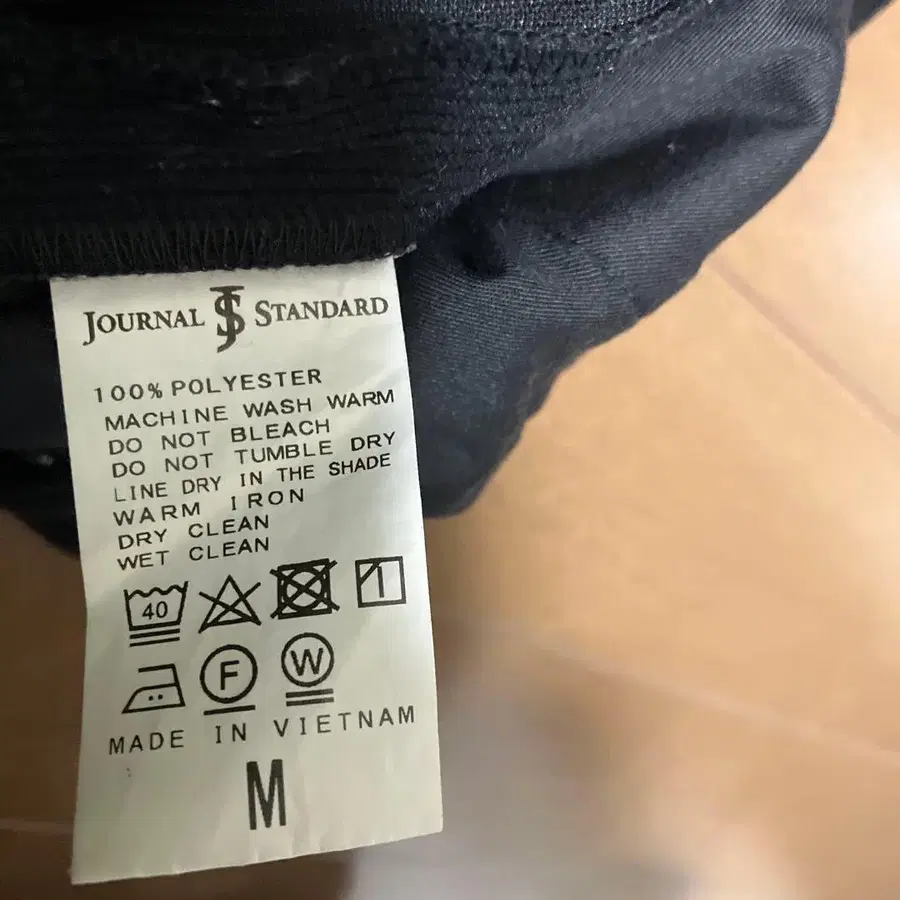 JOURNAL JS STANDARD
100% POLYESTER
MACHINE WASH WARM
DO NOT BLEACH
DO NOT TUMBLE DRY
LINE DRY IN THE SHADE
WARM IRON
DRY CLEAN
WET CLEAN
40
F W
MADE IN VIETNAM
M